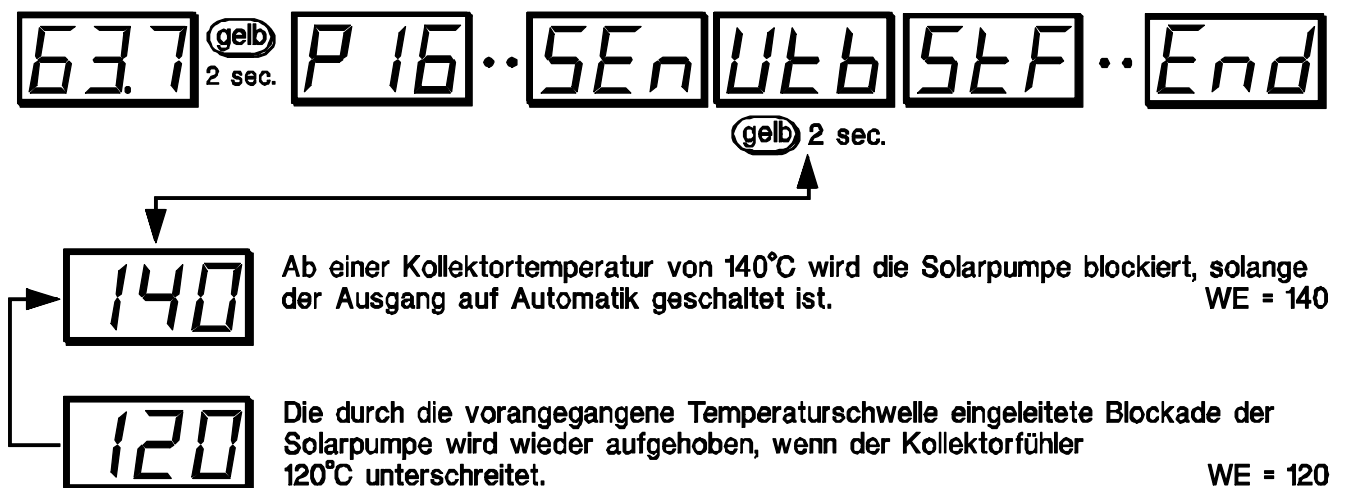 63.7 gelb 2 sec. P 16 .. SEn Utb StF .. End
gelb 2 sec.
140 Ab einer Kollektortemperatur von 140°C wird die Solarpumpe blockiert, solange
der Ausgang auf Automatik geschaltet ist. WE = 140
120 Die durch die vorangegangene Temperaturschwelle eingeleitete Blockade der
Solarpumpe wird wieder aufgehoben, wenn der Kollektorfühler
120°C unterschreitet. WE = 120